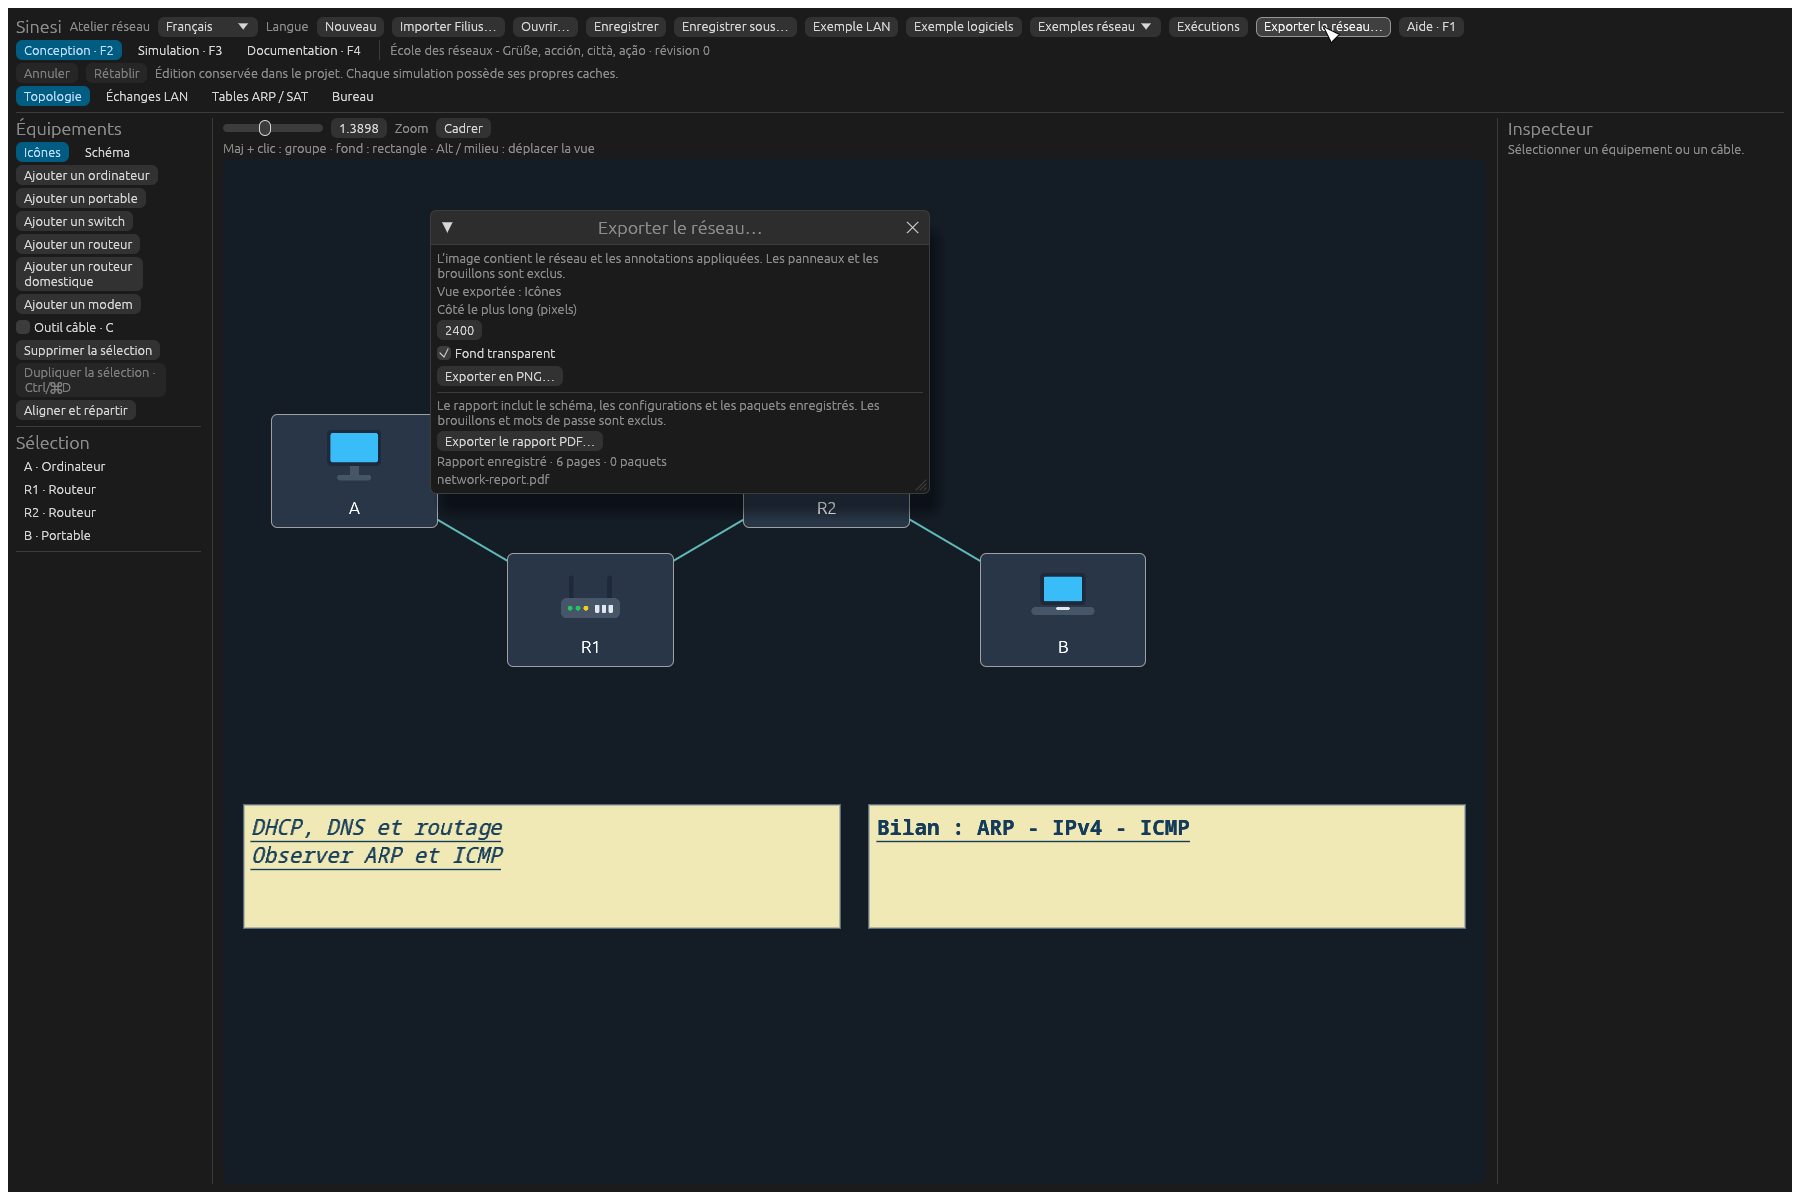 Sinesi Atelier réseau Français Langue Nouveau Importer Filius… Ouvrir… Enregistrer Enregistrer sous… Exemple LAN Exemple logiciels Exemples réseau Exécutions Exporter le réseau… Aide · F1
Conception · F2 Simulation · F3 Documentation · F4 École des réseaux - Grüße, acción, città, ação · révision 0
Annuler Rétablir Édition conservée dans le projet. Chaque simulation possède ses propres caches.
Topologie Échanges LAN Tables ARP / SAT Bureau
Équipements
Icônes Schéma
Ajouter un ordinateur
Ajouter un portable
Ajouter un switch
Ajouter un routeur
Ajouter un routeur
domestique
Ajouter un modem
Outil câble · C
Supprimer la sélection
Dupliquer la sélection ·
Ctrl/⌘D
Aligner et répartir
Sélection
A · Ordinateur
R1 · Routeur
R2 · Routeur
B · Portable
1.3898 Zoom Cadrer
Maj + clic : groupe · fond : rectangle · Alt / milieu : déplacer la vue
Exporter le réseau…
L'image contient le réseau et les annotations appliquées. Les panneaux et les
brouillons sont exclus.
Vue exportée : Icônes
Côté le plus long (pixels)
2400
Fond transparent
Exporter en PNG…
Le rapport inclut le schéma, les configurations et les paquets enregistrés. Les
brouillons et mots de passe sont exclus.
Exporter le rapport PDF…
Rapport enregistré · 6 pages · 0 paquets
network-report.pdf
A
R2
R1
B
DHCP, DNS et routage
Observer ARP et ICMP
Bilan : ARP - IPv4 - ICMP
Inspecteur
Sélectionner un équipement ou un câble.